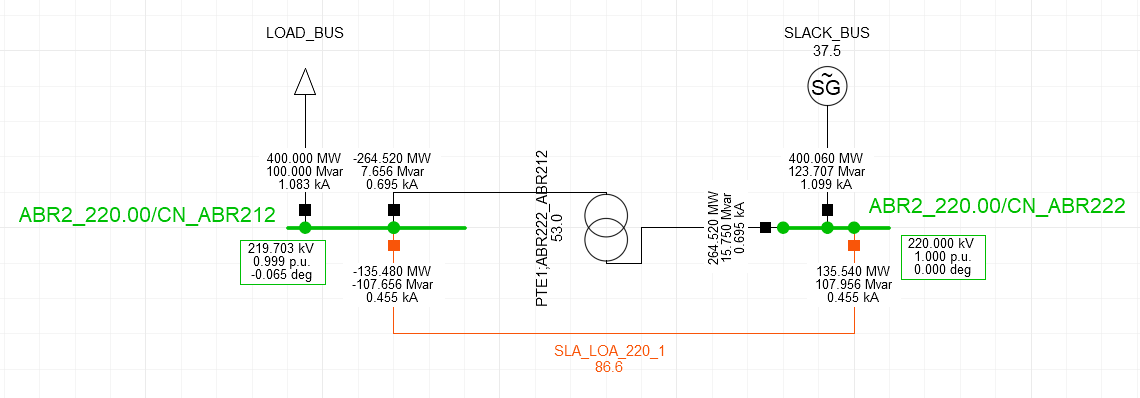 LOAD_BUS
SLACK_BUS
37.5
~
SG
400.000 MW
100.000 Mvar
1.083 kA
-264.520 MW
7.656 Mvar
0.695 kA
PTE1;ABR222_ABR212
53.0
264.520 MW
15.750 Mvar
0.695 kA
400.060 MW
123.707 Mvar
1.099 kA
ABR2_220.00/CN_ABR212
ABR2_220.00/CN_ABR222
219.703 kV
0.999 p.u.
-0.065 deg
-135.480 MW
-107.656 Mvar
0.455 kA
135.540 MW
107.956 Mvar
0.455 kA
220.000 kV
1.000 p.u.
0.000 deg
SLA_LOA_220_1
86.6